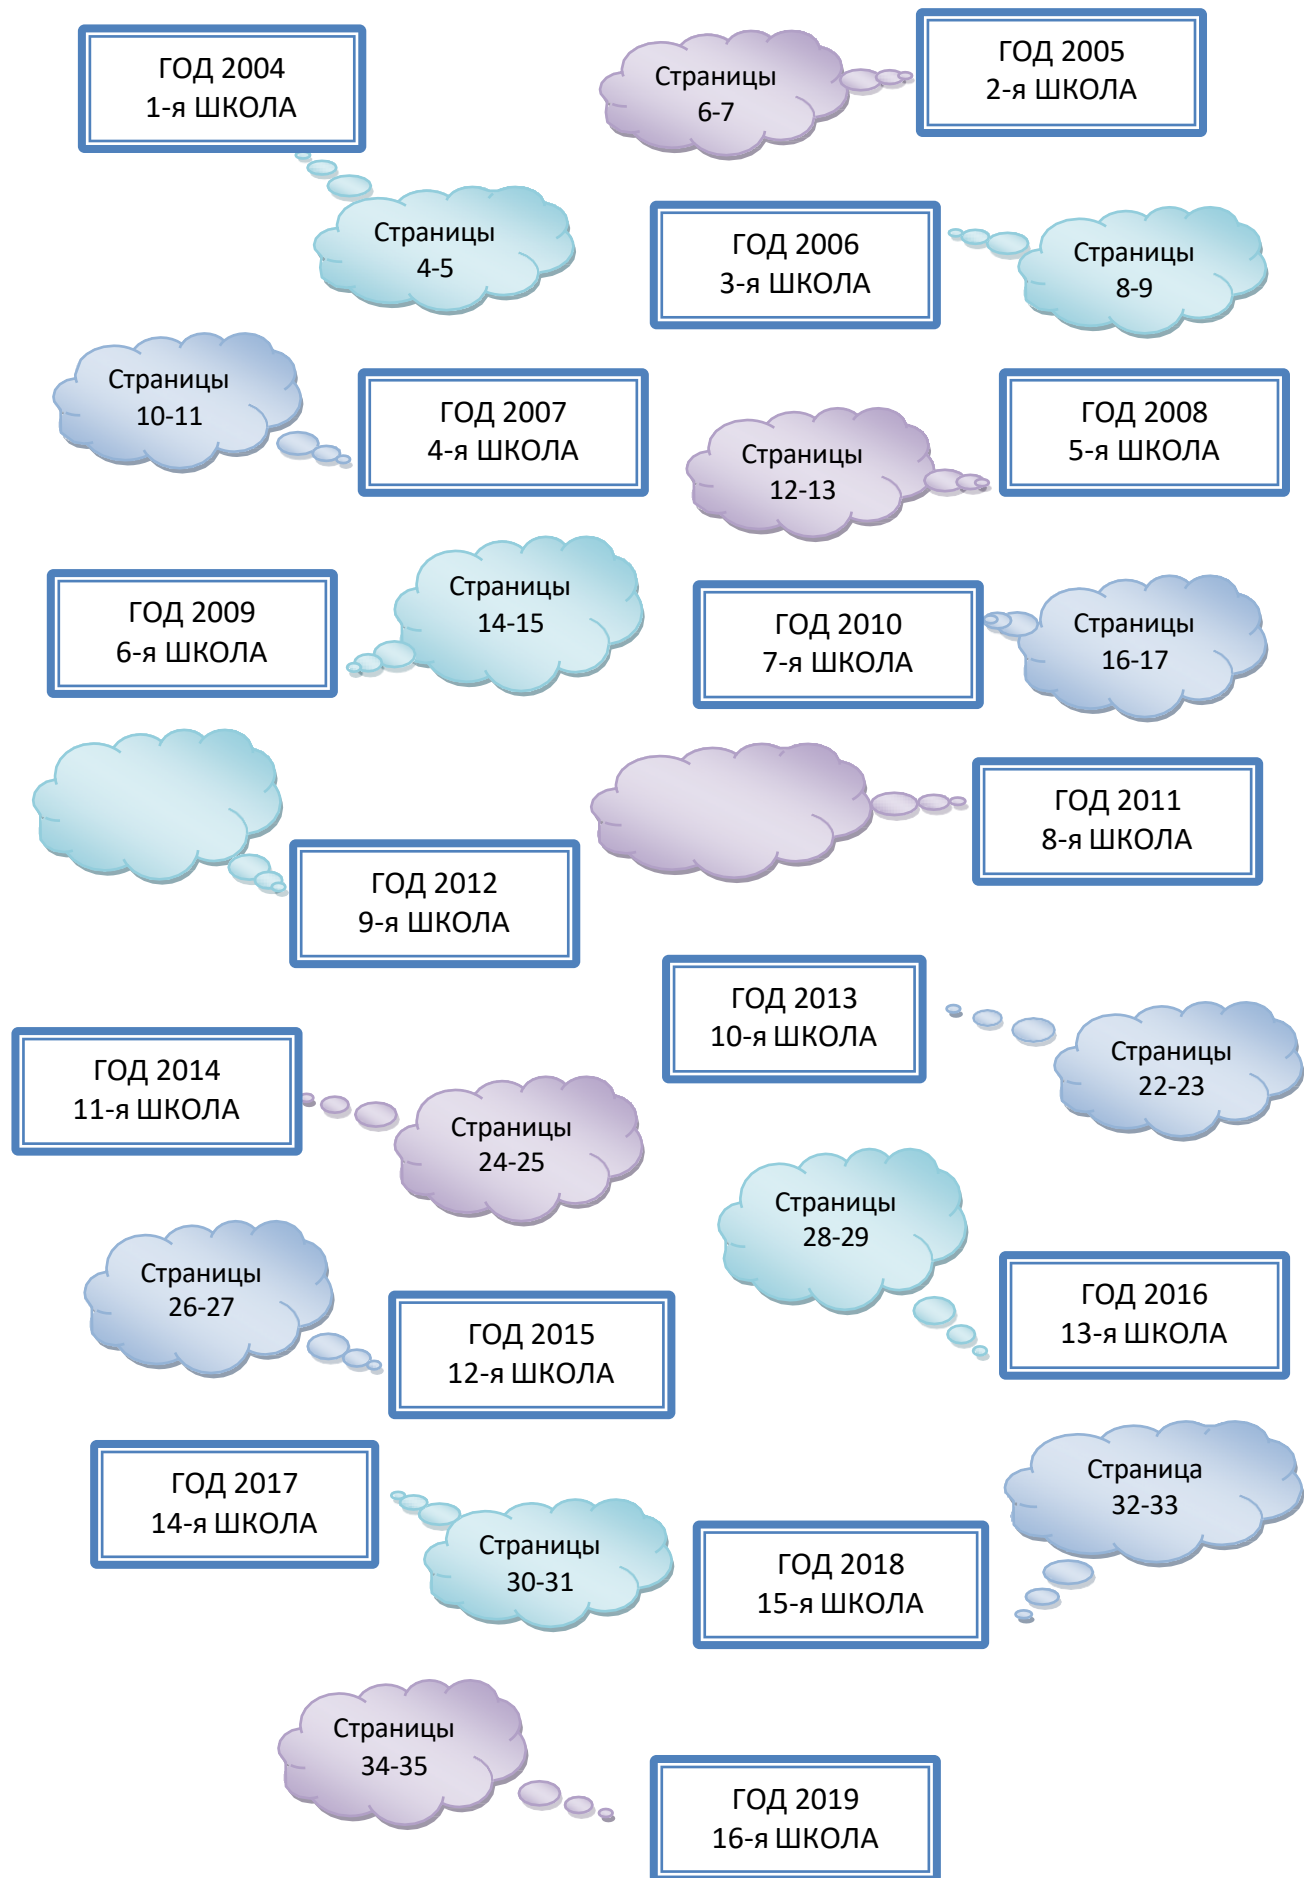 ГОД 2004
1-я ШКОЛА
Страницы
4-5
ГОД 2005
2-я ШКОЛА
Страницы
6-7
ГОД 2006
3-я ШКОЛА
Страницы
8-9
ГОД 2007
4-я ШКОЛА
Страницы
10-11
ГОД 2008
5-я ШКОЛА
Страницы
12-13
ГОД 2009
6-я ШКОЛА
Страницы
14-15
ГОД 2010
7-я ШКОЛА
Страницы
16-17
ГОД 2011
8-я ШКОЛА
ГОД 2012
9-я ШКОЛА
ГОД 2013
10-я ШКОЛА
Страницы
22-23
ГОД 2014
11-я ШКОЛА
Страницы
24-25
ГОД 2015
12-я ШКОЛА
Страницы
26-27
ГОД 2016
13-я ШКОЛА
Страницы
28-29
ГОД 2017
14-я ШКОЛА
Страницы
30-31
ГОД 2018
15-я ШКОЛА
Страница
32-33
ГОД 2019
16-я ШКОЛА
Страницы
34-35